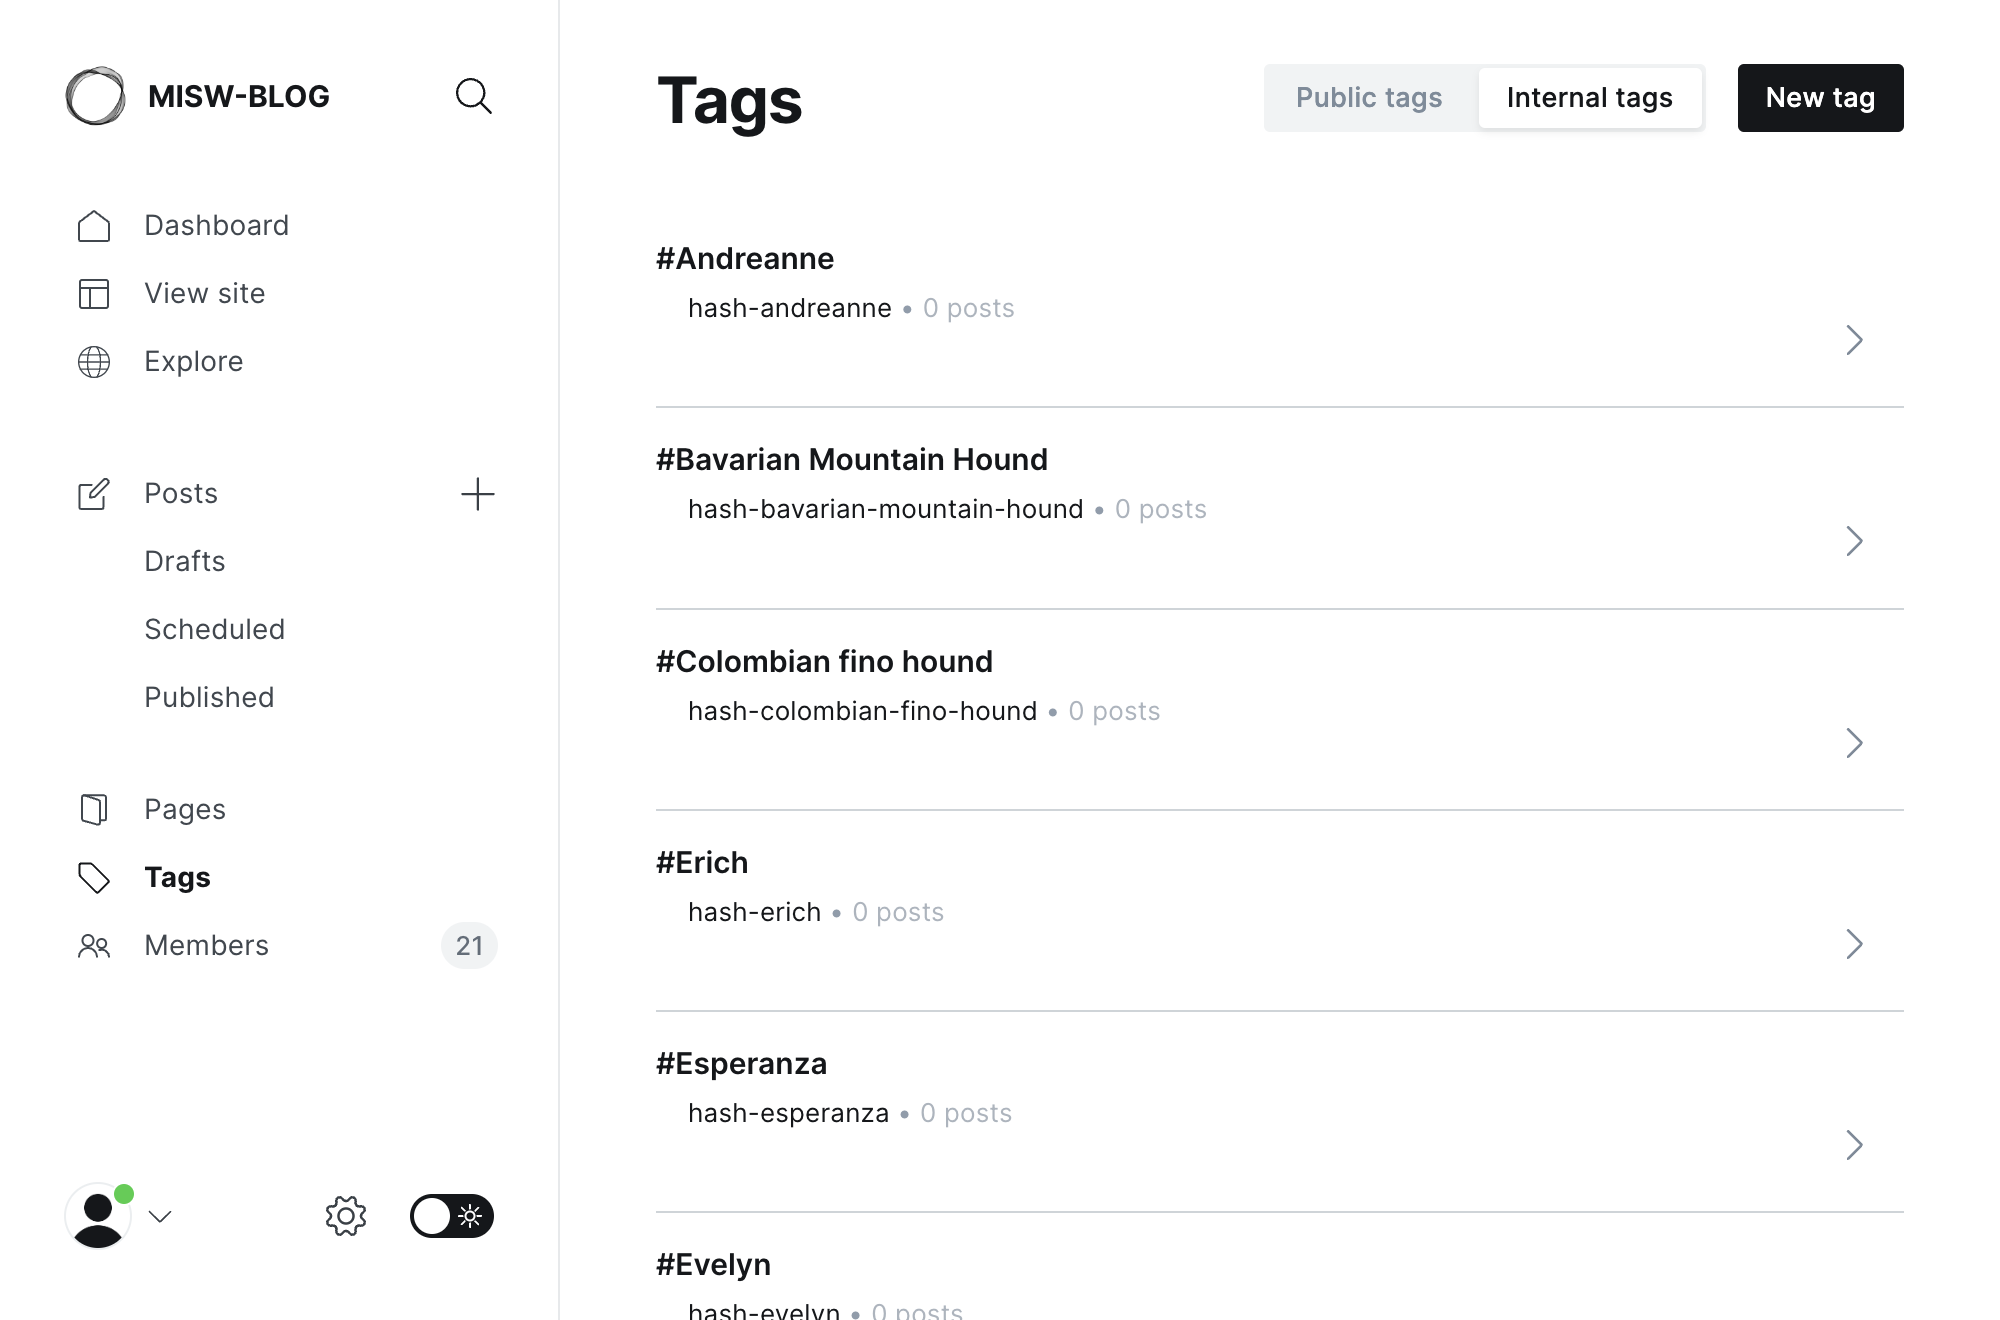 MISW-BLOG
Dashboard
View site
Explore
Posts
Drafts
Scheduled
Published
Pages
Tags
Members 21
Tags
Public tags Internal tags New tag
#Andreanne
hash-andreanne • 0 posts
#Bavarian Mountain Hound
hash-bavarian-mountain-hound • 0 posts
#Colombian fino hound
hash-colombian-fino-hound • 0 posts
#Erich
hash-erich • 0 posts
#Esperanza
hash-esperanza • 0 posts
#Evelyn
hash-evelyn • 0 posts